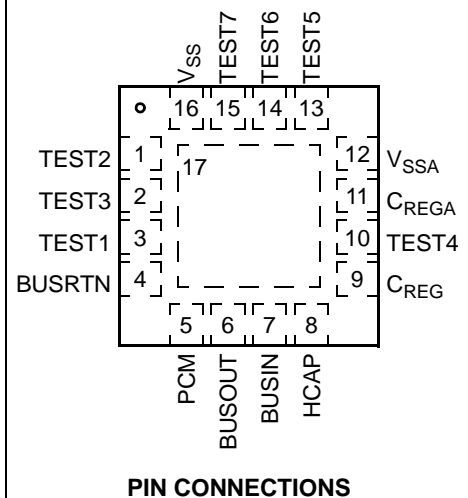 VSS
TEST7
TEST6
TEST5
16 15 14 13
TEST2 1
17
12 VSSA
TEST3 2
11 CREGA
TEST1 3
10 TEST4
BUSRTN 4
9 CREG
5 6 7 8
PCM
BUSOUT
BUSIN
HCAP
PIN CONNECTIONS